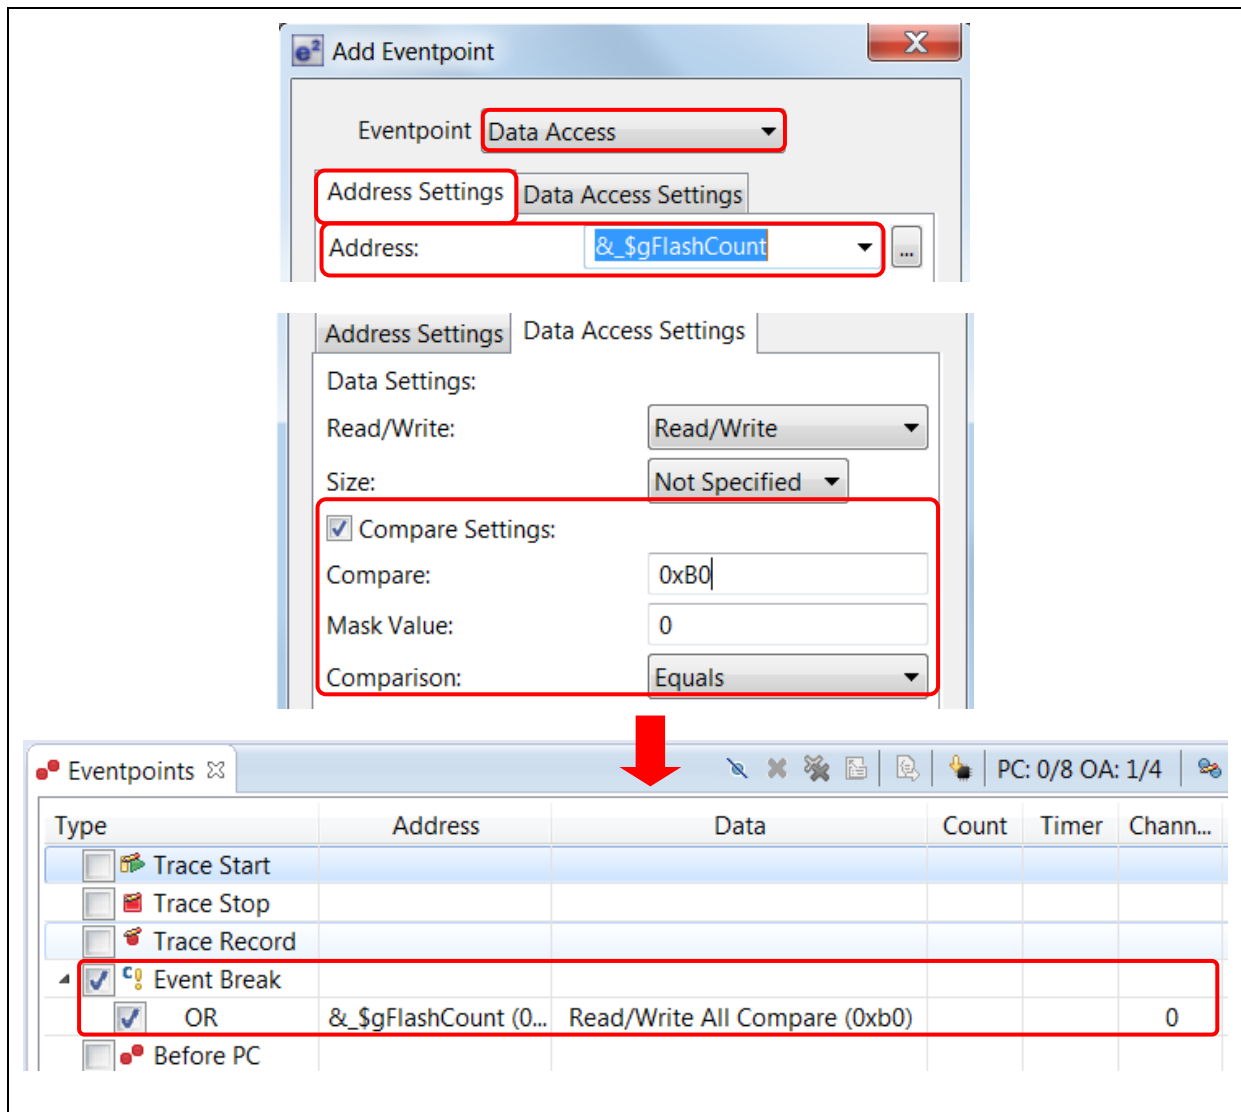 Add Eventpoint
Eventpoint Data Access
Address Settings Data Access Settings
Address: &_$gFlashCount ...
Address Settings Data Access Settings
Data Settings:
Read/Write: Read/Write
Size: Not Specified
Compare Settings:
Compare: 0xB0
Mask Value: 0
Comparison: Equals
Eventpoints PC: 0/8 OA: 1/4
Type Address Data Count Timer Chann...
Trace Start
Trace Stop
Trace Record
Event Break
OR &_$gFlashCount (0... Read/Write All Compare (0xb0) 0
Before PC